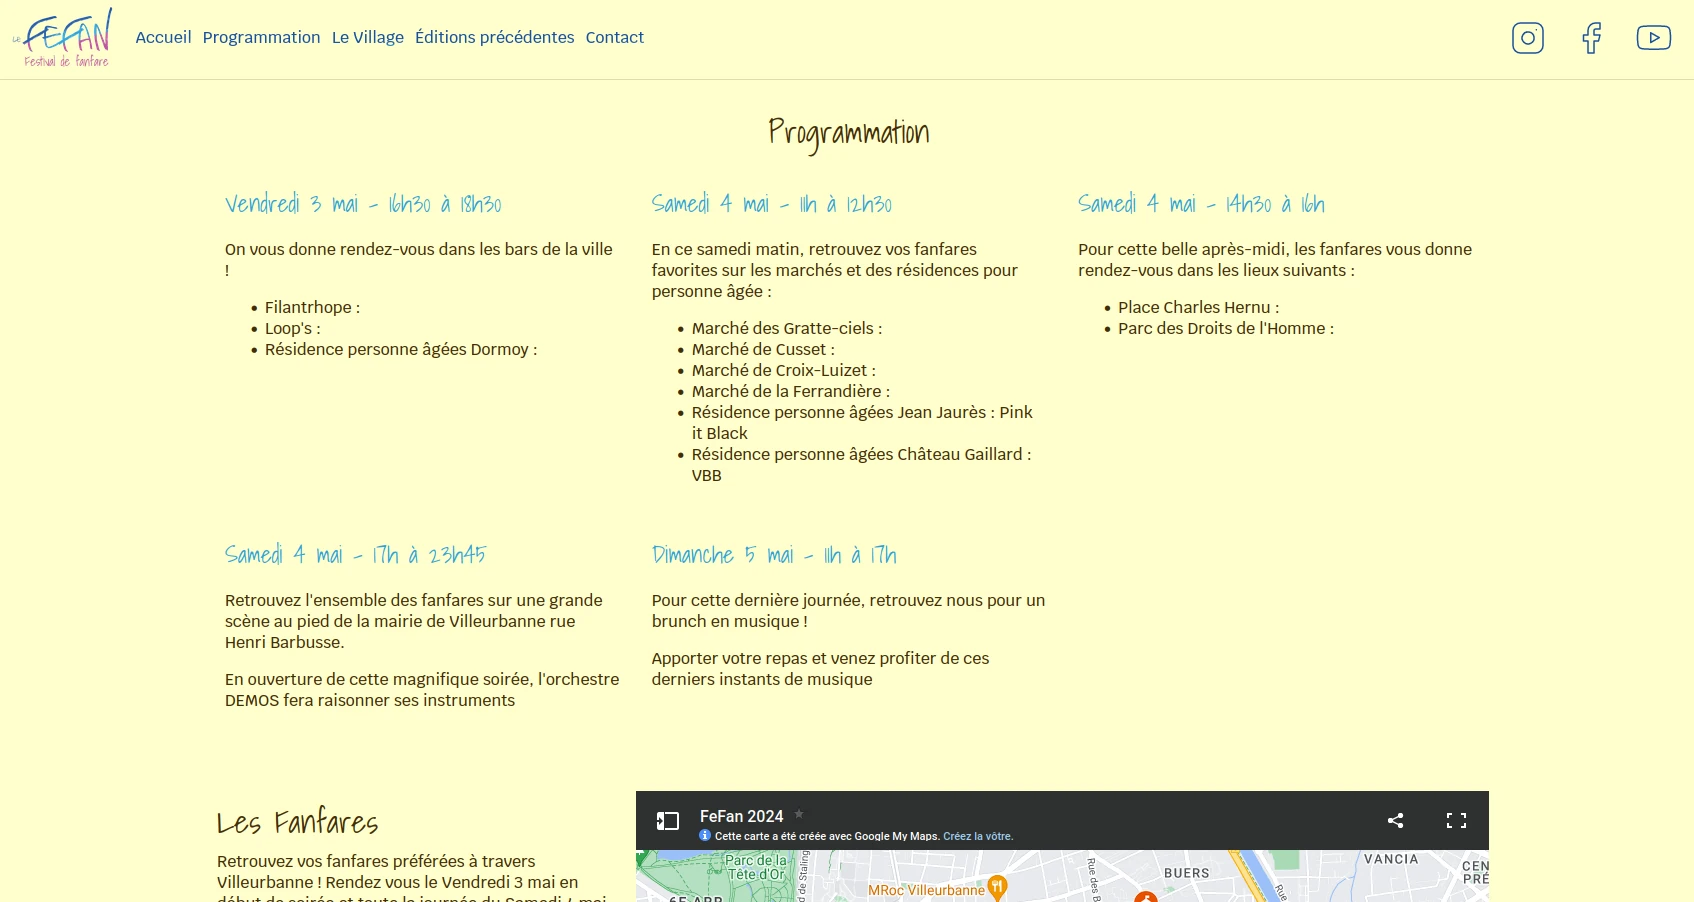 LE FEFAN
Festival de fanfare
Accueil Programmation Le Village Éditions précédentes Contact
Programmation
Vendredi 3 mai - 16h30 à 18h30
On vous donne rendez-vous dans les bars de la ville
!
• Filantrhope :
• Loop's :
• Résidence personne âgées Dormoy :
Samedi 4 mai - 11h à 12h30
En ce samedi matin, retrouvez vos fanfares
favorites sur les marchés et des résidences pour
personne âgée :
• Marché des Gratte-ciels :
• Marché de Cusset :
• Marché de Croix-Luizet :
• Marché de la Ferrandière :
• Résidence personne âgées Jean Jaurès : Pink
it Black
• Résidence personne âgées Château Gaillard :
VBB
Samedi 4 mai - 14h30 à 16h
Pour cette belle après-midi, les fanfares vous donne
rendez-vous dans les lieux suivants :
• Place Charles Hernu :
• Parc des Droits de l'Homme :
Samedi 4 mai - 17h à 23h45
Retrouvez l'ensemble des fanfares sur une grande
scène au pied de la mairie de Villeurbanne rue
Henri Barbusse.
En ouverture de cette magnifique soirée, l'orchestre
DEMOS fera raisonner ses instruments
Dimanche 5 mai - 11h à 17h
Pour cette dernière journée, retrouvez nous pour un
brunch en musique !
Apporter votre repas et venez profiter de ces
derniers instants de musique
Les Fanfares
Retrouvez vos fanfares préférées à travers
Villeurbanne ! Rendez vous le Vendredi 3 mai en
début de soirée et toute la journée du Samedi 4 mai
FeFan 2024
Cette carte a été créée avec Google My Maps. Créez la vôtre.
Parc de la
Tête d'Or
de Staling
MRoc Villeurbanne
Rue des B
BUERS
Rue
VANCIA
CEN
PRÉ
6E ARR